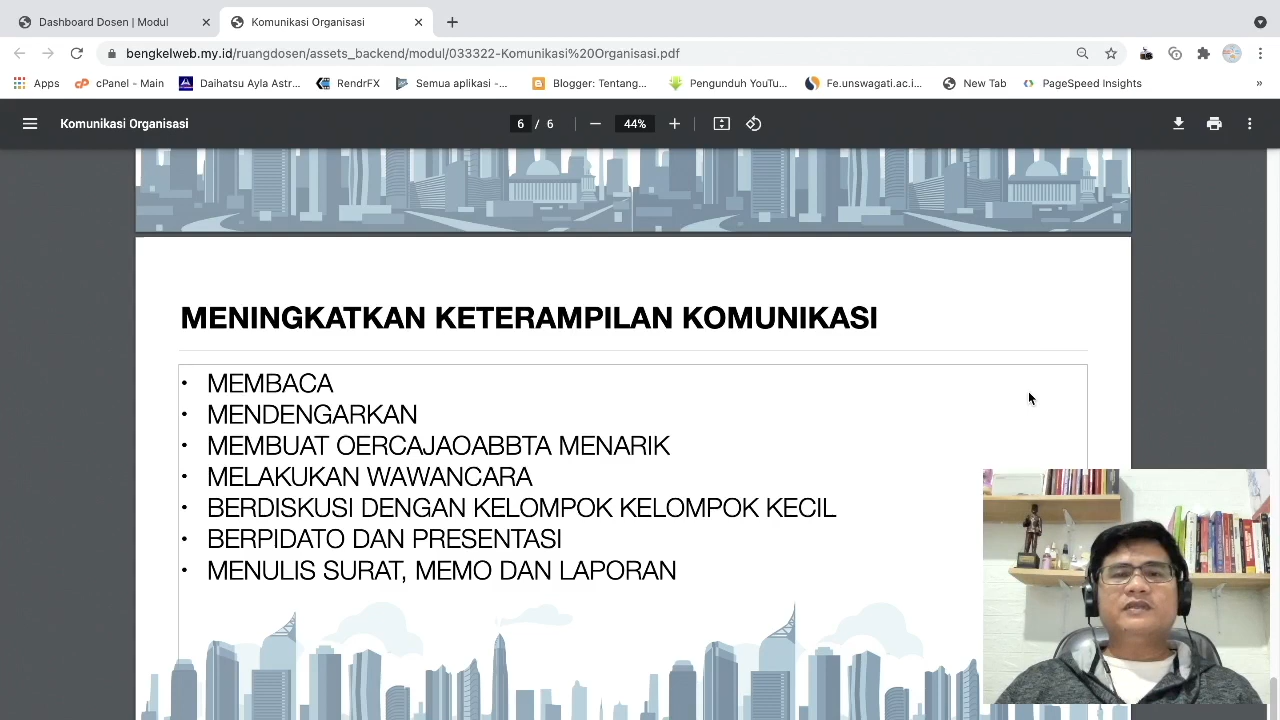 Dashboard Dosen | Modul
Komunikasi Organisasi
bengkelweb.my.id/ruangdosen/assets_backend/modul/033322-Komunikasi%20Organisasi.pdf
Apps
cPanel - Main
Daihatsu Ayla Astr...
RendrFX
Semua aplikasi -...
Blogger: Tentang...
Pengunduh YouTu...
Fe.unswagati.ac.i...
New Tab
PageSpeed Insights
»
Komunikasi Organisasi
6 / 6
44%
MENINGKATKAN KETERAMPILAN KOMUNIKASI
• MEMBACA
• MENDENGARKAN
• MEMBUAT OERCAJAOABBTA MENARIK
• MELAKUKAN WAWANCARA
• BERDISKUSI DENGAN KELOMPOK KELOMPOK KECIL
• BERPIDATO DAN PRESENTASI
• MENULIS SURAT, MEMO DAN LAPORAN